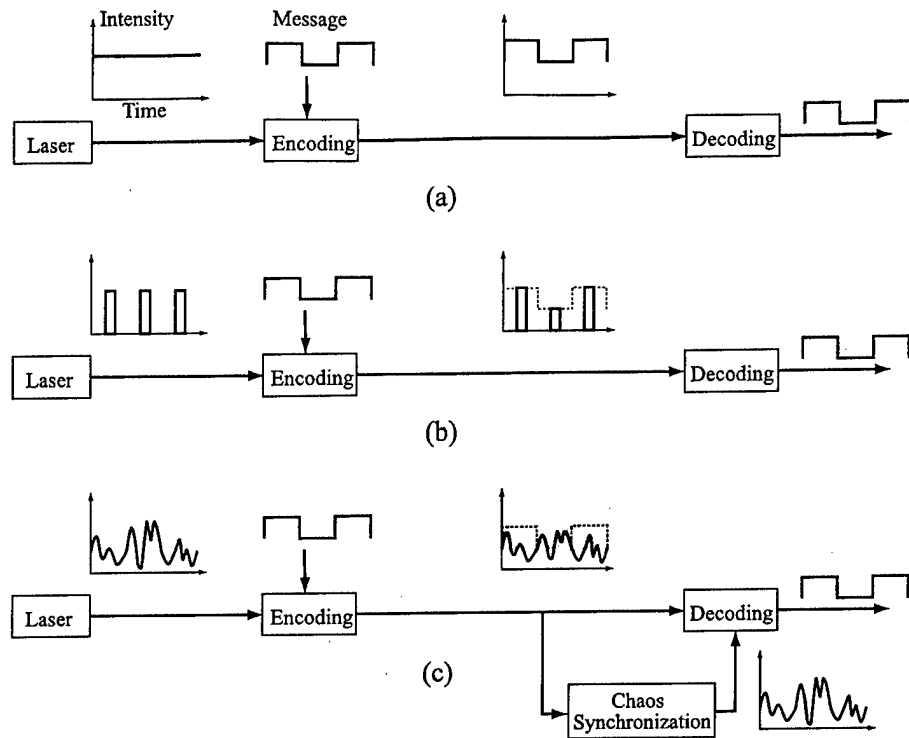 Intensity
Message
Time
Laser
Encoding
Decoding
(a)
Laser
Encoding
Decoding
(b)
Laser
Encoding
Decoding
(c)
Chaos
Synchronization